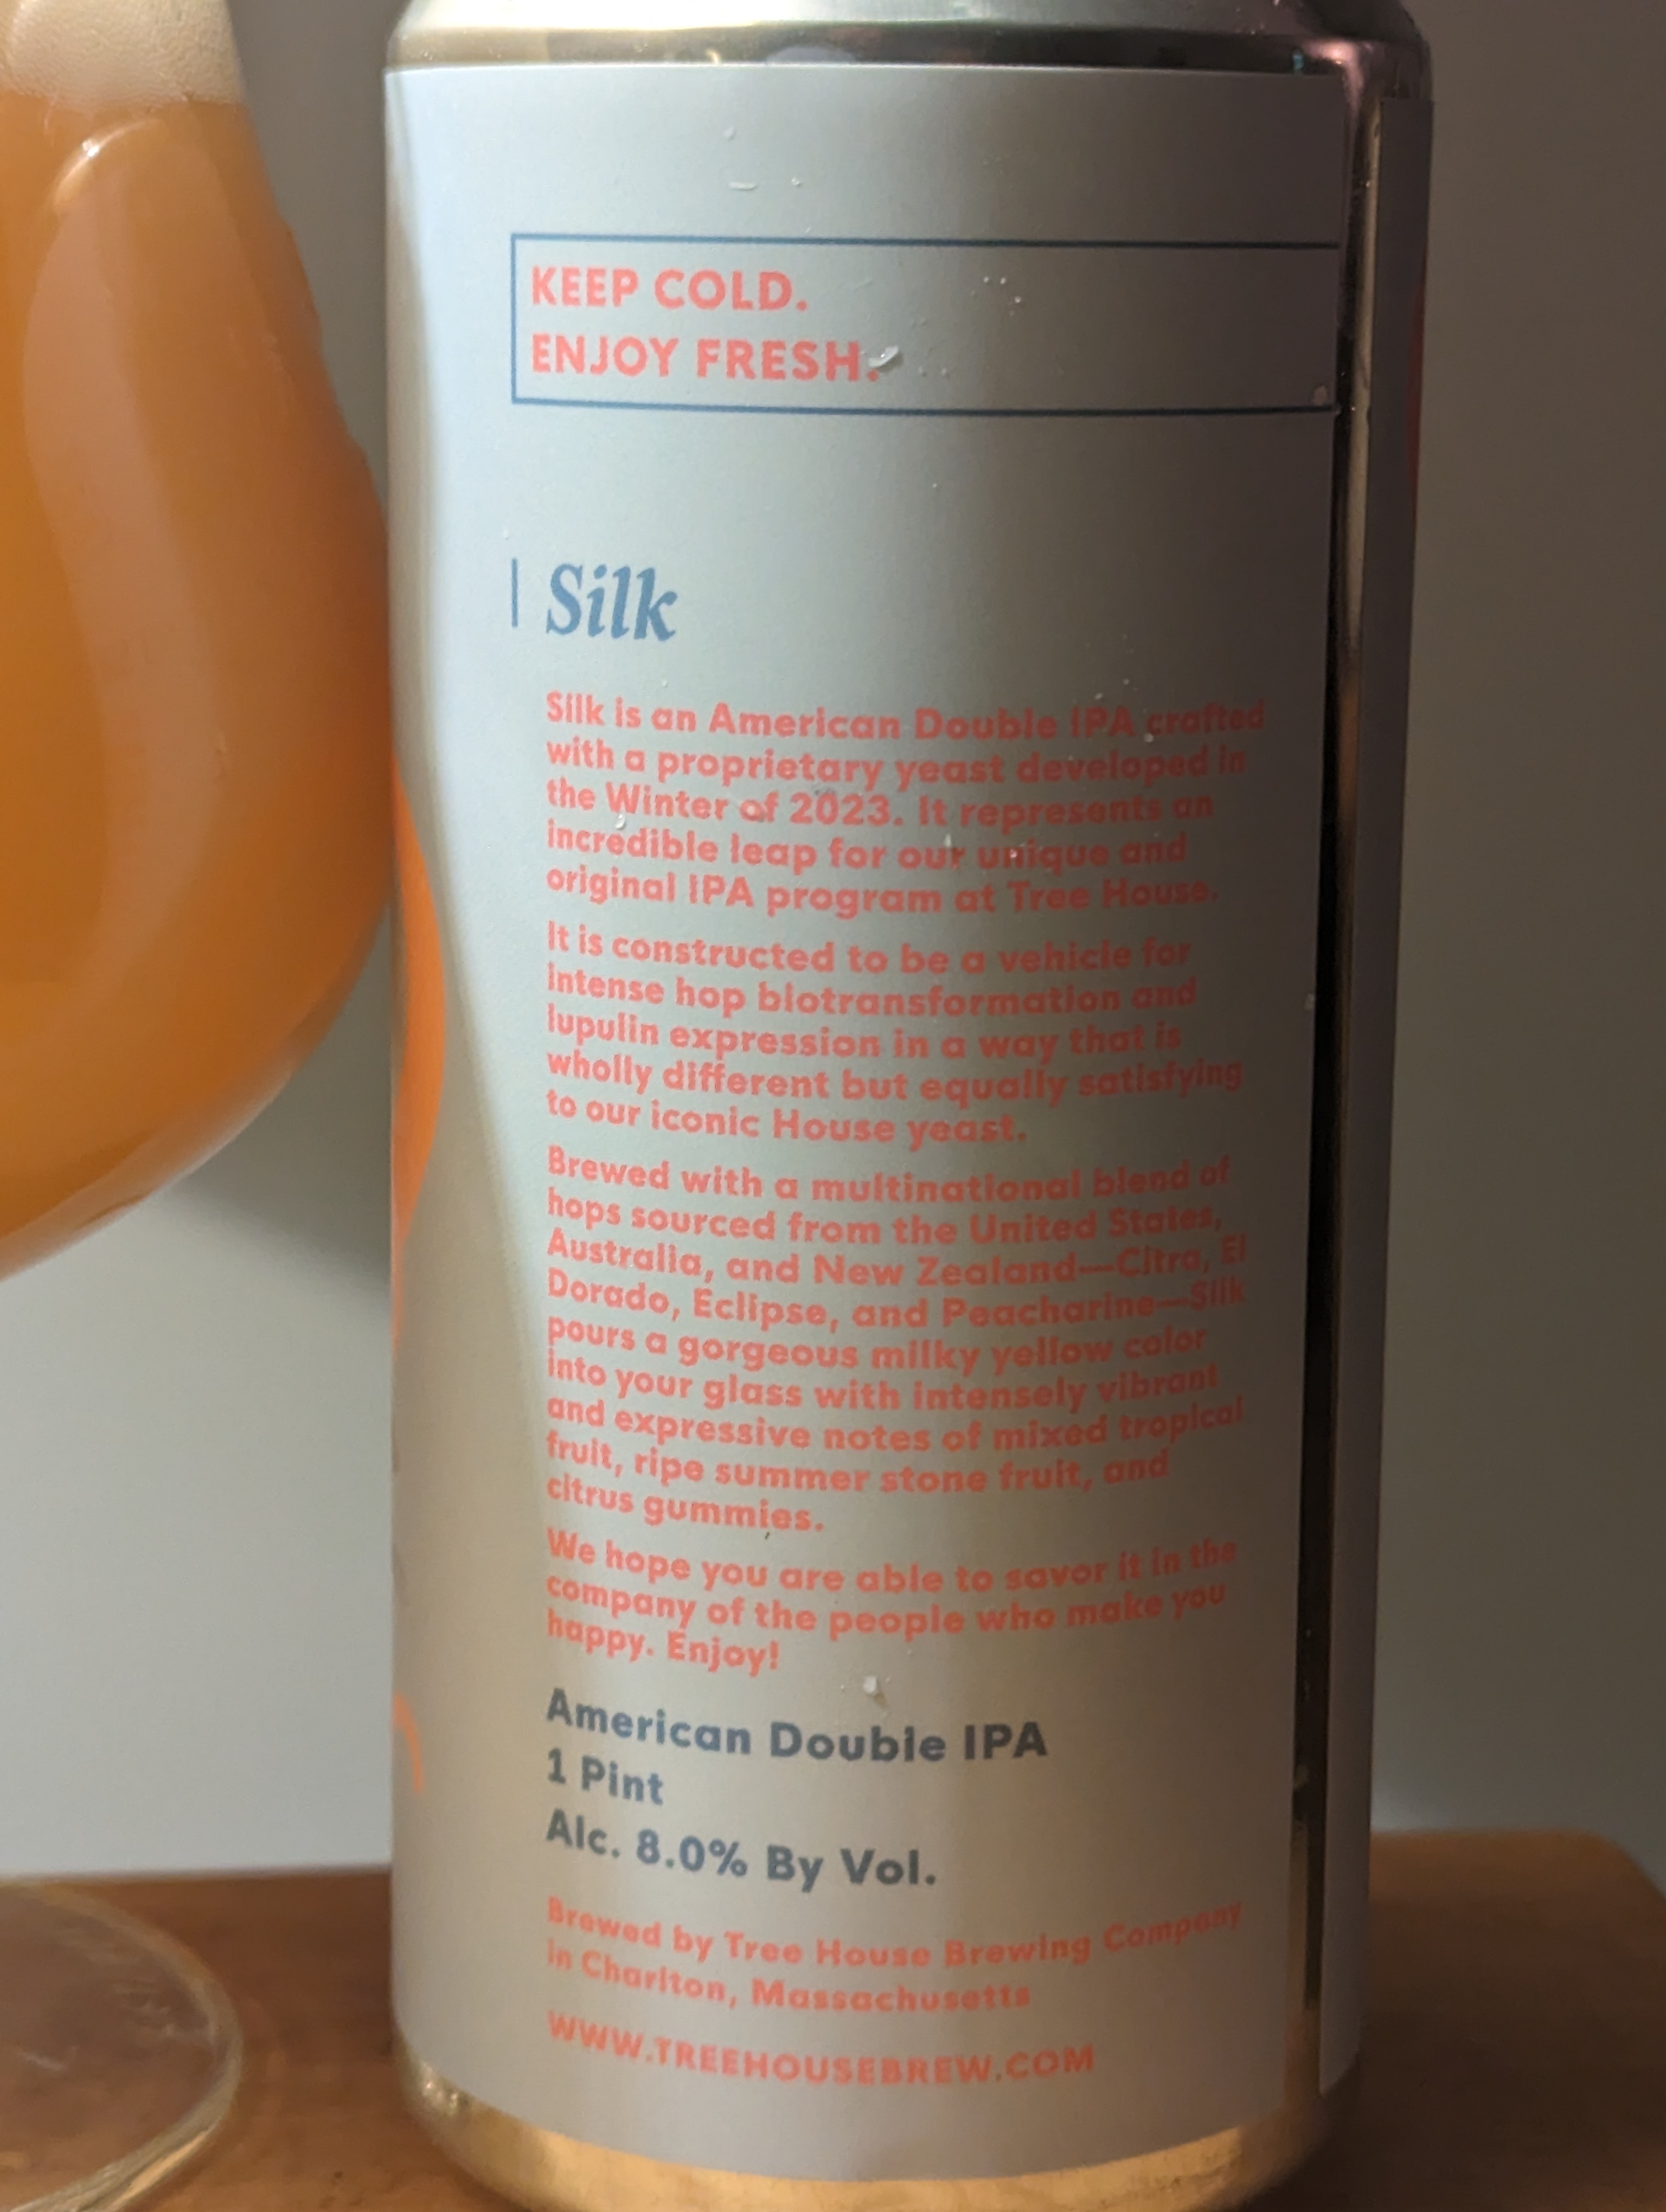 KEEP COLD.
ENJOY FRESH.
Silk
Silk is an American Double IPA crafted
with a proprietary yeast developed in
the Winter of 2023. It represents an
incredible leap for our unique and
original IPA program at Tree House.
It is constructed to be a vehicle for
intense hop biotransformation and
lupulin expression in a way that is
wholly different but equally satisfying
to our iconic House yeast.
Brewed with a multinational blend of
hops sourced from the United States,
Australia, and New Zealand—Citra, El
Dorado, Eclipse, and Peacharine—Silk
pours a gorgeous milky yellow color
into your glass with intensely vibrant
and expressive notes of mixed tropical
fruit, ripe summer stone fruit, and
citrus gummies.
We hope you are able to savor it in the
company of the people who make you
happy. Enjoy!
American Double IPA
1 Pint
Alc. 8.0% By Vol.
Brewed by Tree House Brewing Company
in Charlton, Massachusetts
WWW.TREEHOUSEBREW.COM